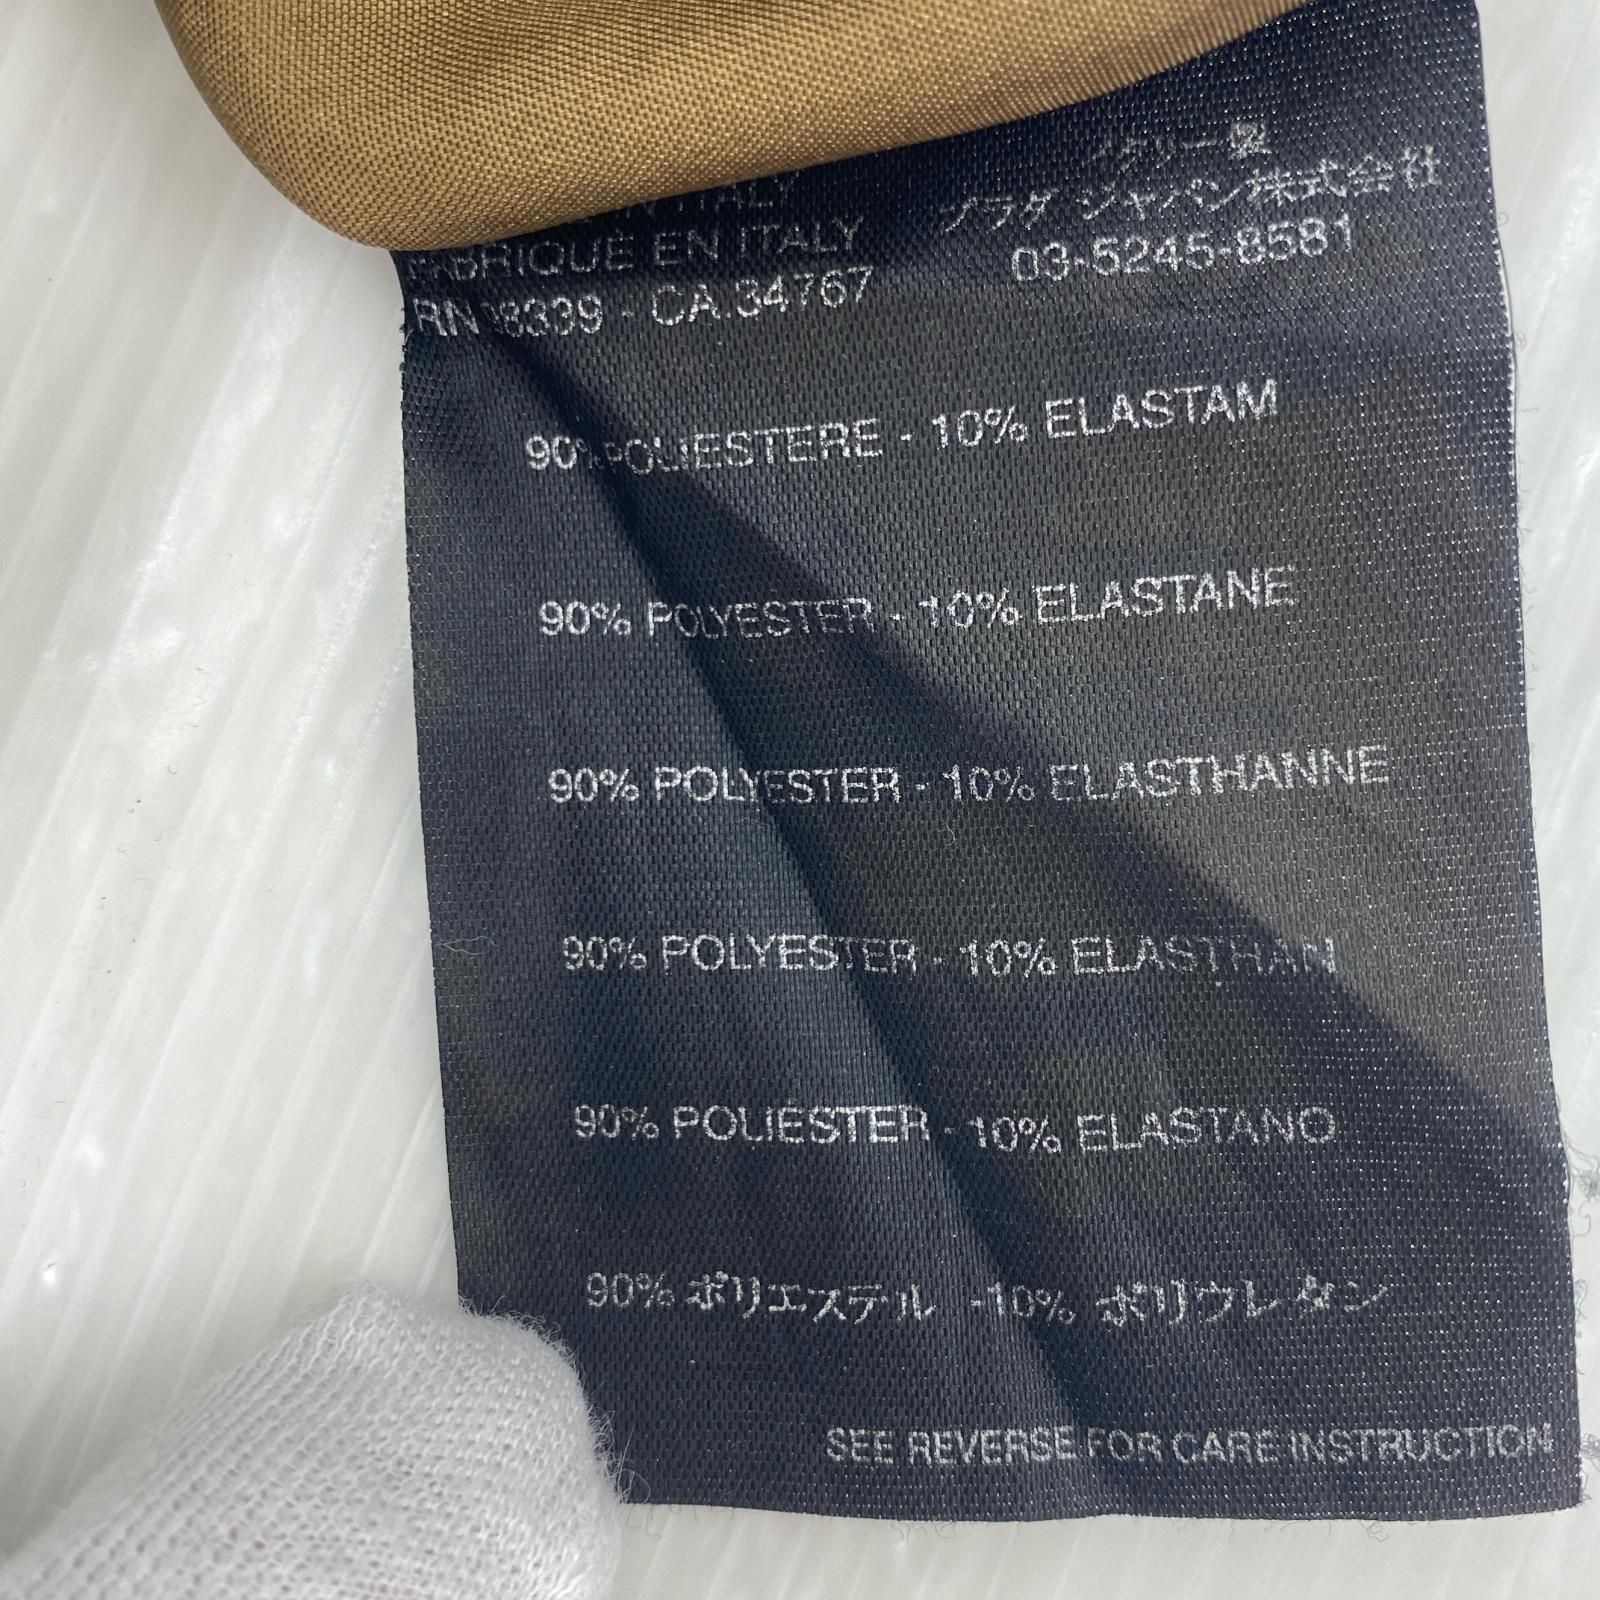 IN ITALY
FABRIQUE EN ITALY
RN 98339 - CA.34767
イタリー製
プラダ ジャパン株式会社
03-5245-8581
90% POLIESTERE - 10% ELASTAM
90% POLYESTER - 10% ELASTANE
90% POLYESTER - 10% ELASTHANNE
90% POLYESTER - 10% ELASTHAN
90% POLIÉSTER - 10% ELASTANO
90% ポリエステル -10% ポリウレタン
SEE REVERSE FOR CARE INSTRUCTION